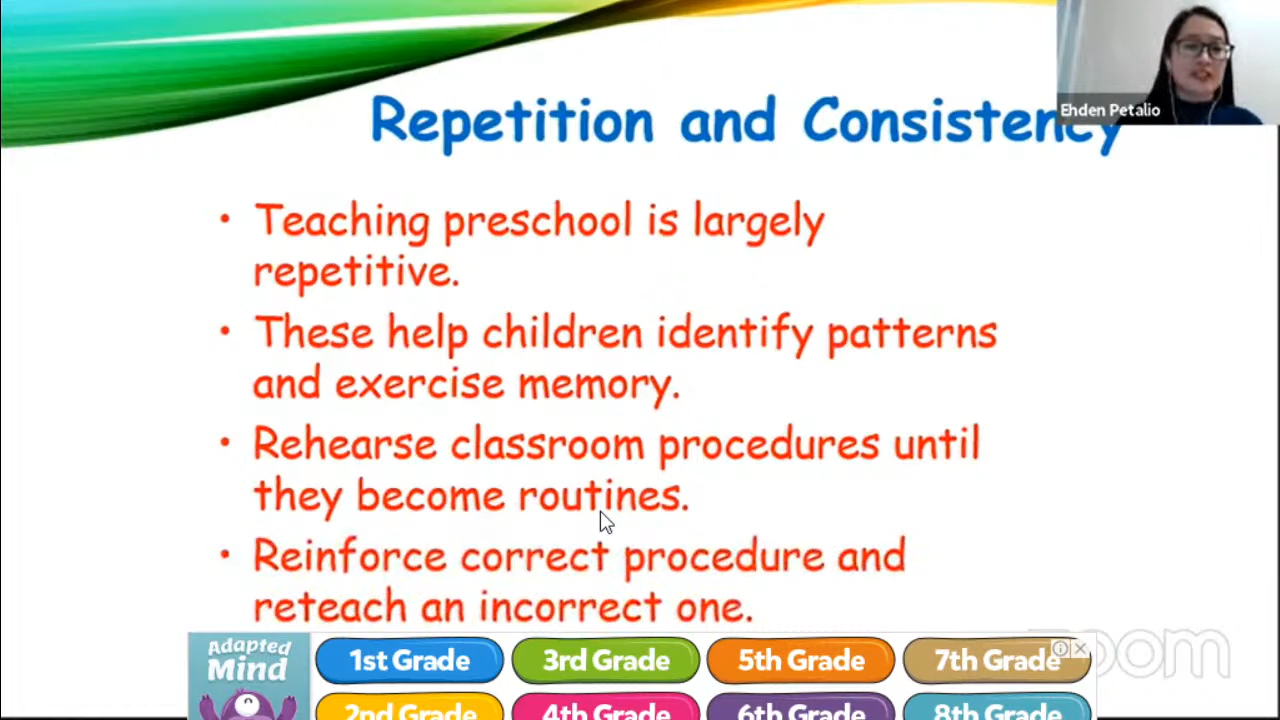 Repetition and Consistency
Ehden Petalio
• Teaching preschool is largely
repetitive.
• These help children identify patterns
and exercise memory.
• Rehearse classroom procedures until
they become routines.
• Reinforce correct procedure and
reteach an incorrect one.
Adapted
Mind
1st Grade
3rd Grade
5th Grade
7th Grade
2nd Grade
4th Grade
6th Grade
8th Grade
zoom